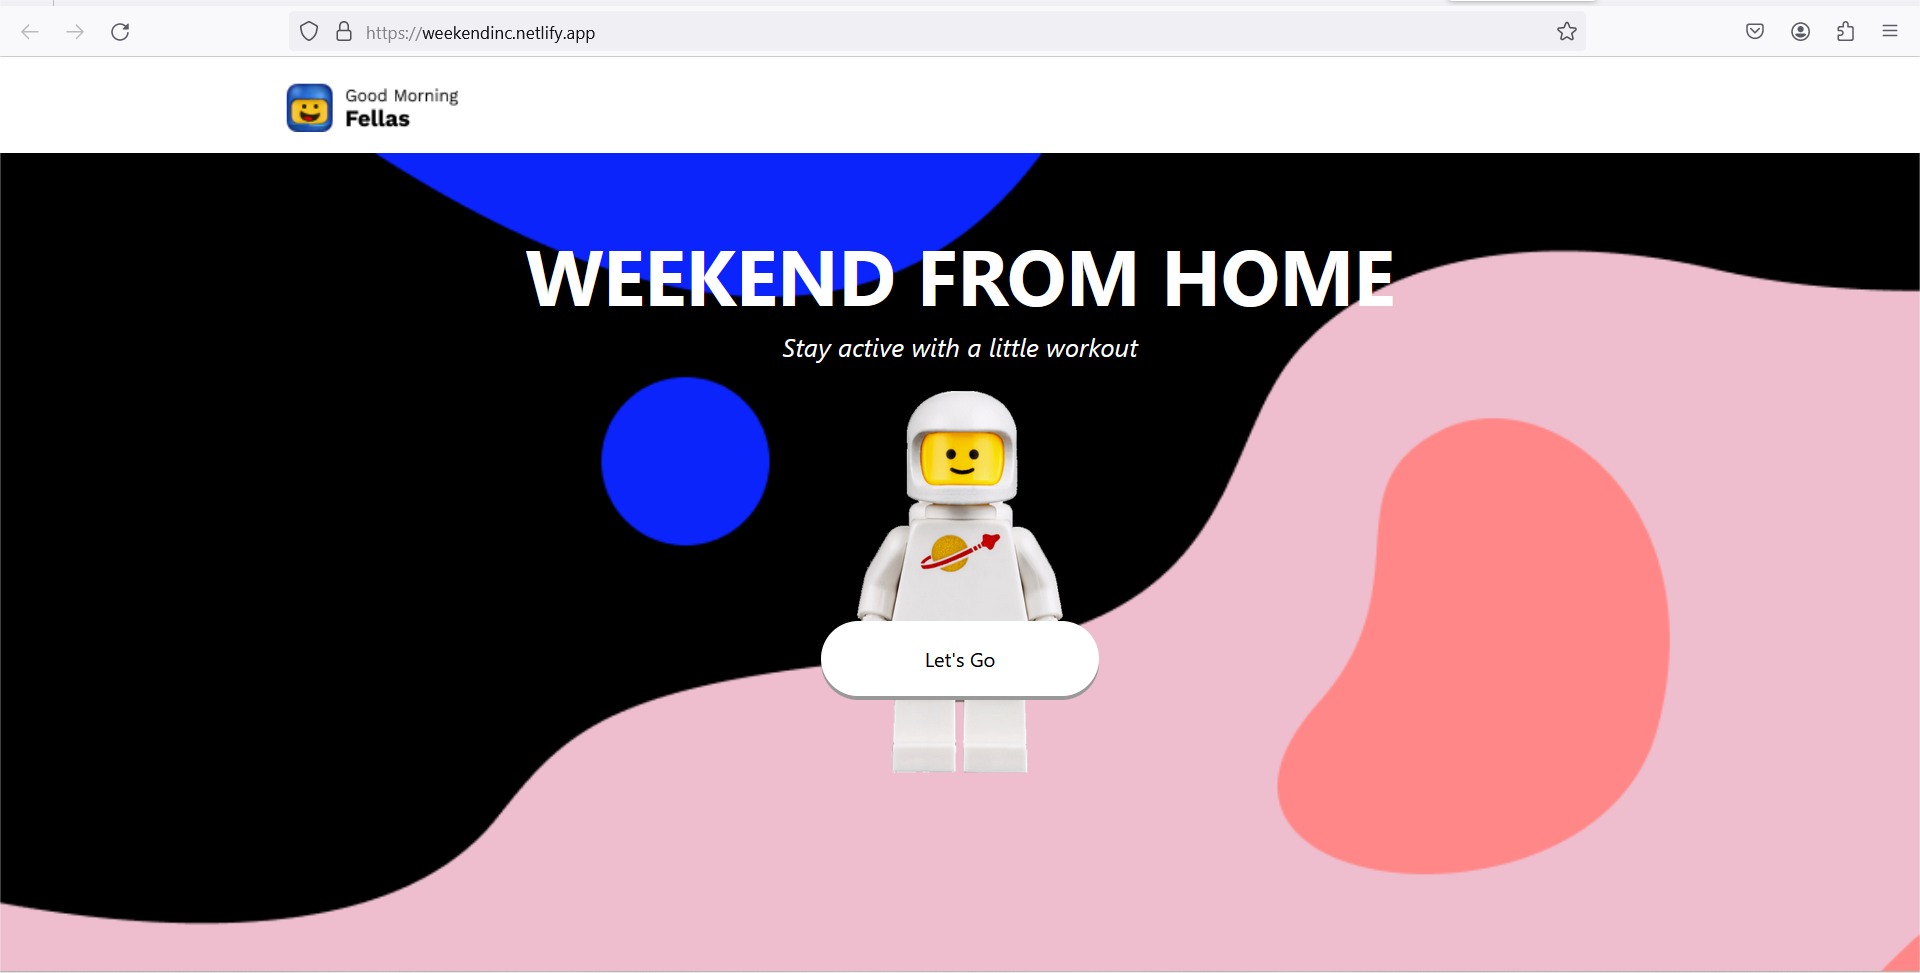 https://weekendinc.netlify.app
Good Morning
Fellas
WEEKEND FROM HOME
Stay active with a little workout
Let's Go